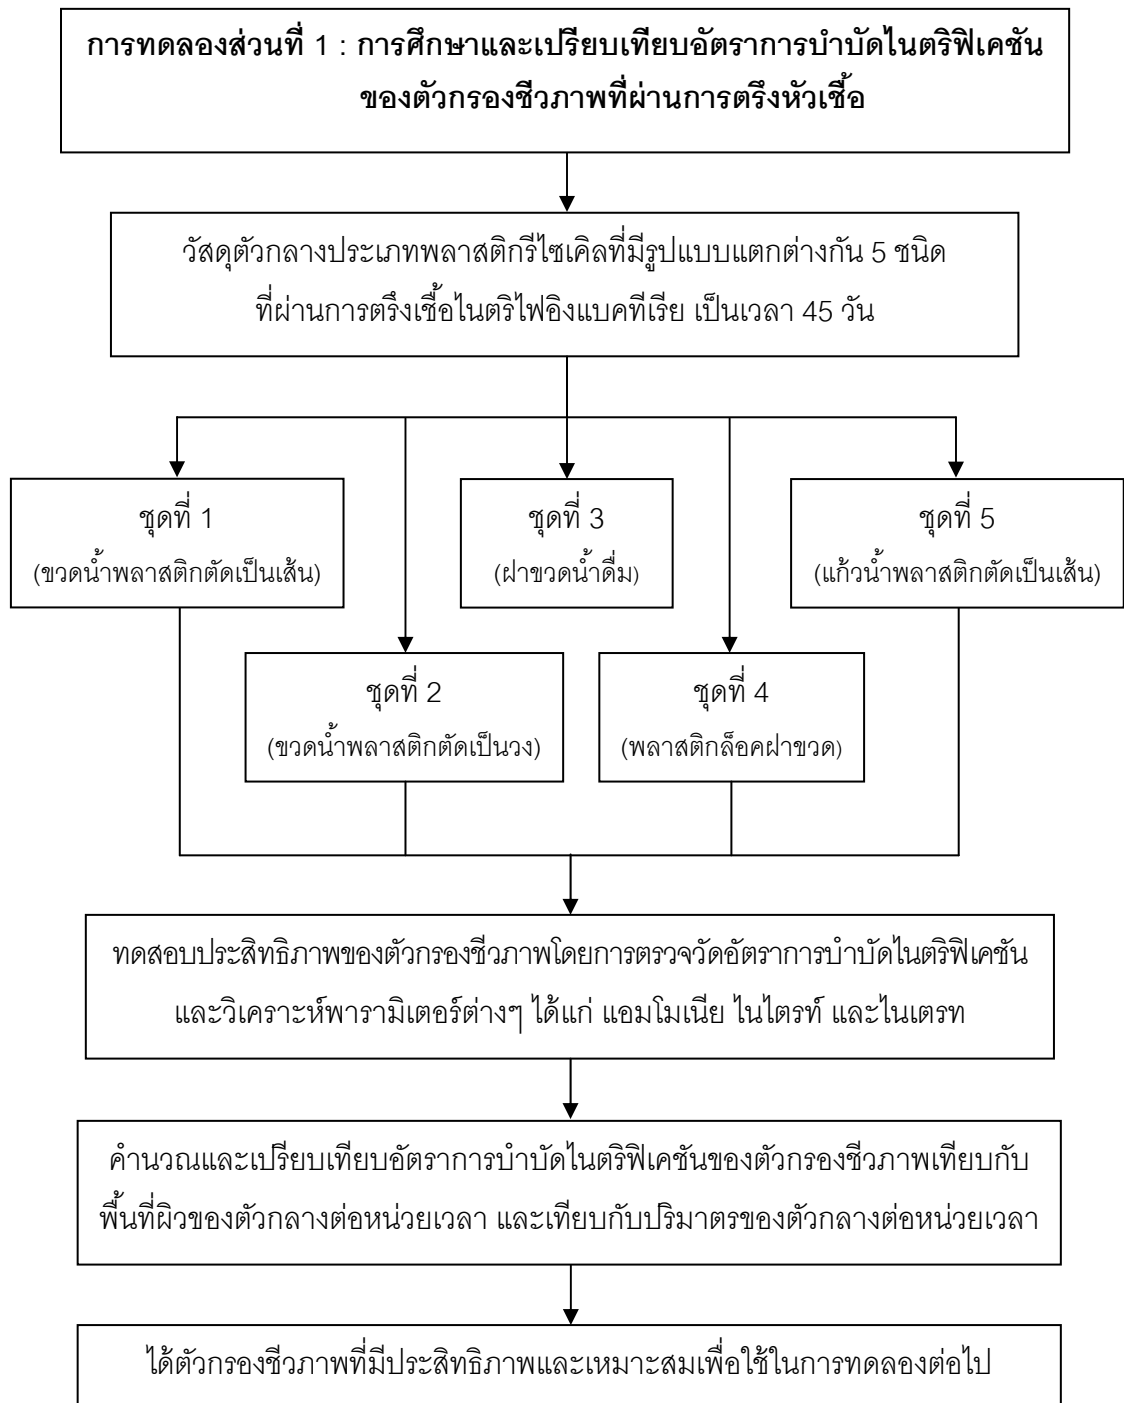 การทดลองส่วนที่ 1 : การศึกษาและเปรียบเทียบอัตราการบำบัดไนตริฟิเคชัน
ของตัวกรองชีวภาพที่ผ่านการตรึงหัวเชื้อ
วัสดุตัวกลางประเภทพลาสติกรีไซเคิลที่มีรูปแบบแตกต่างกัน 5 ชนิด
ที่ผ่านการตรึงเชื้อไนตริไฟอิงแบคทีเรีย เป็นเวลา 45 วัน
ชุดที่ 1
(ขวดน้ำพลาสติกตัดเป็นเส้น)
ชุดที่ 3
(ฝาขวดน้ำดื่ม)
ชุดที่ 5
(แก้วน้ำพลาสติกตัดเป็นเส้น)
ชุดที่ 2
(ขวดน้ำพลาสติกตัดเป็นวง)
ชุดที่ 4
(พลาสติกล็อคฝาขวด)
ทดสอบประสิทธิภาพของตัวกรองชีวภาพโดยการตรวจวัดอัตราการบำบัดไนตริฟิเคชัน
และวิเคราะห์พารามิเตอร์ต่างๆ ได้แก่ แอมโมเนีย ไนไตรท์ และไนเตรท
คำนวณและเปรียบเทียบอัตราการบำบัดไนตริฟิเคชันของตัวกรองชีวภาพเทียบกับ
พื้นที่ผิวของตัวกลางต่อหน่วยเวลา และเทียบกับปริมาตรของตัวกลางต่อหน่วยเวลา
ได้ตัวกรองชีวภาพที่มีประสิทธิภาพและเหมาะสมเพื่อใช้ในการทดลองต่อไป